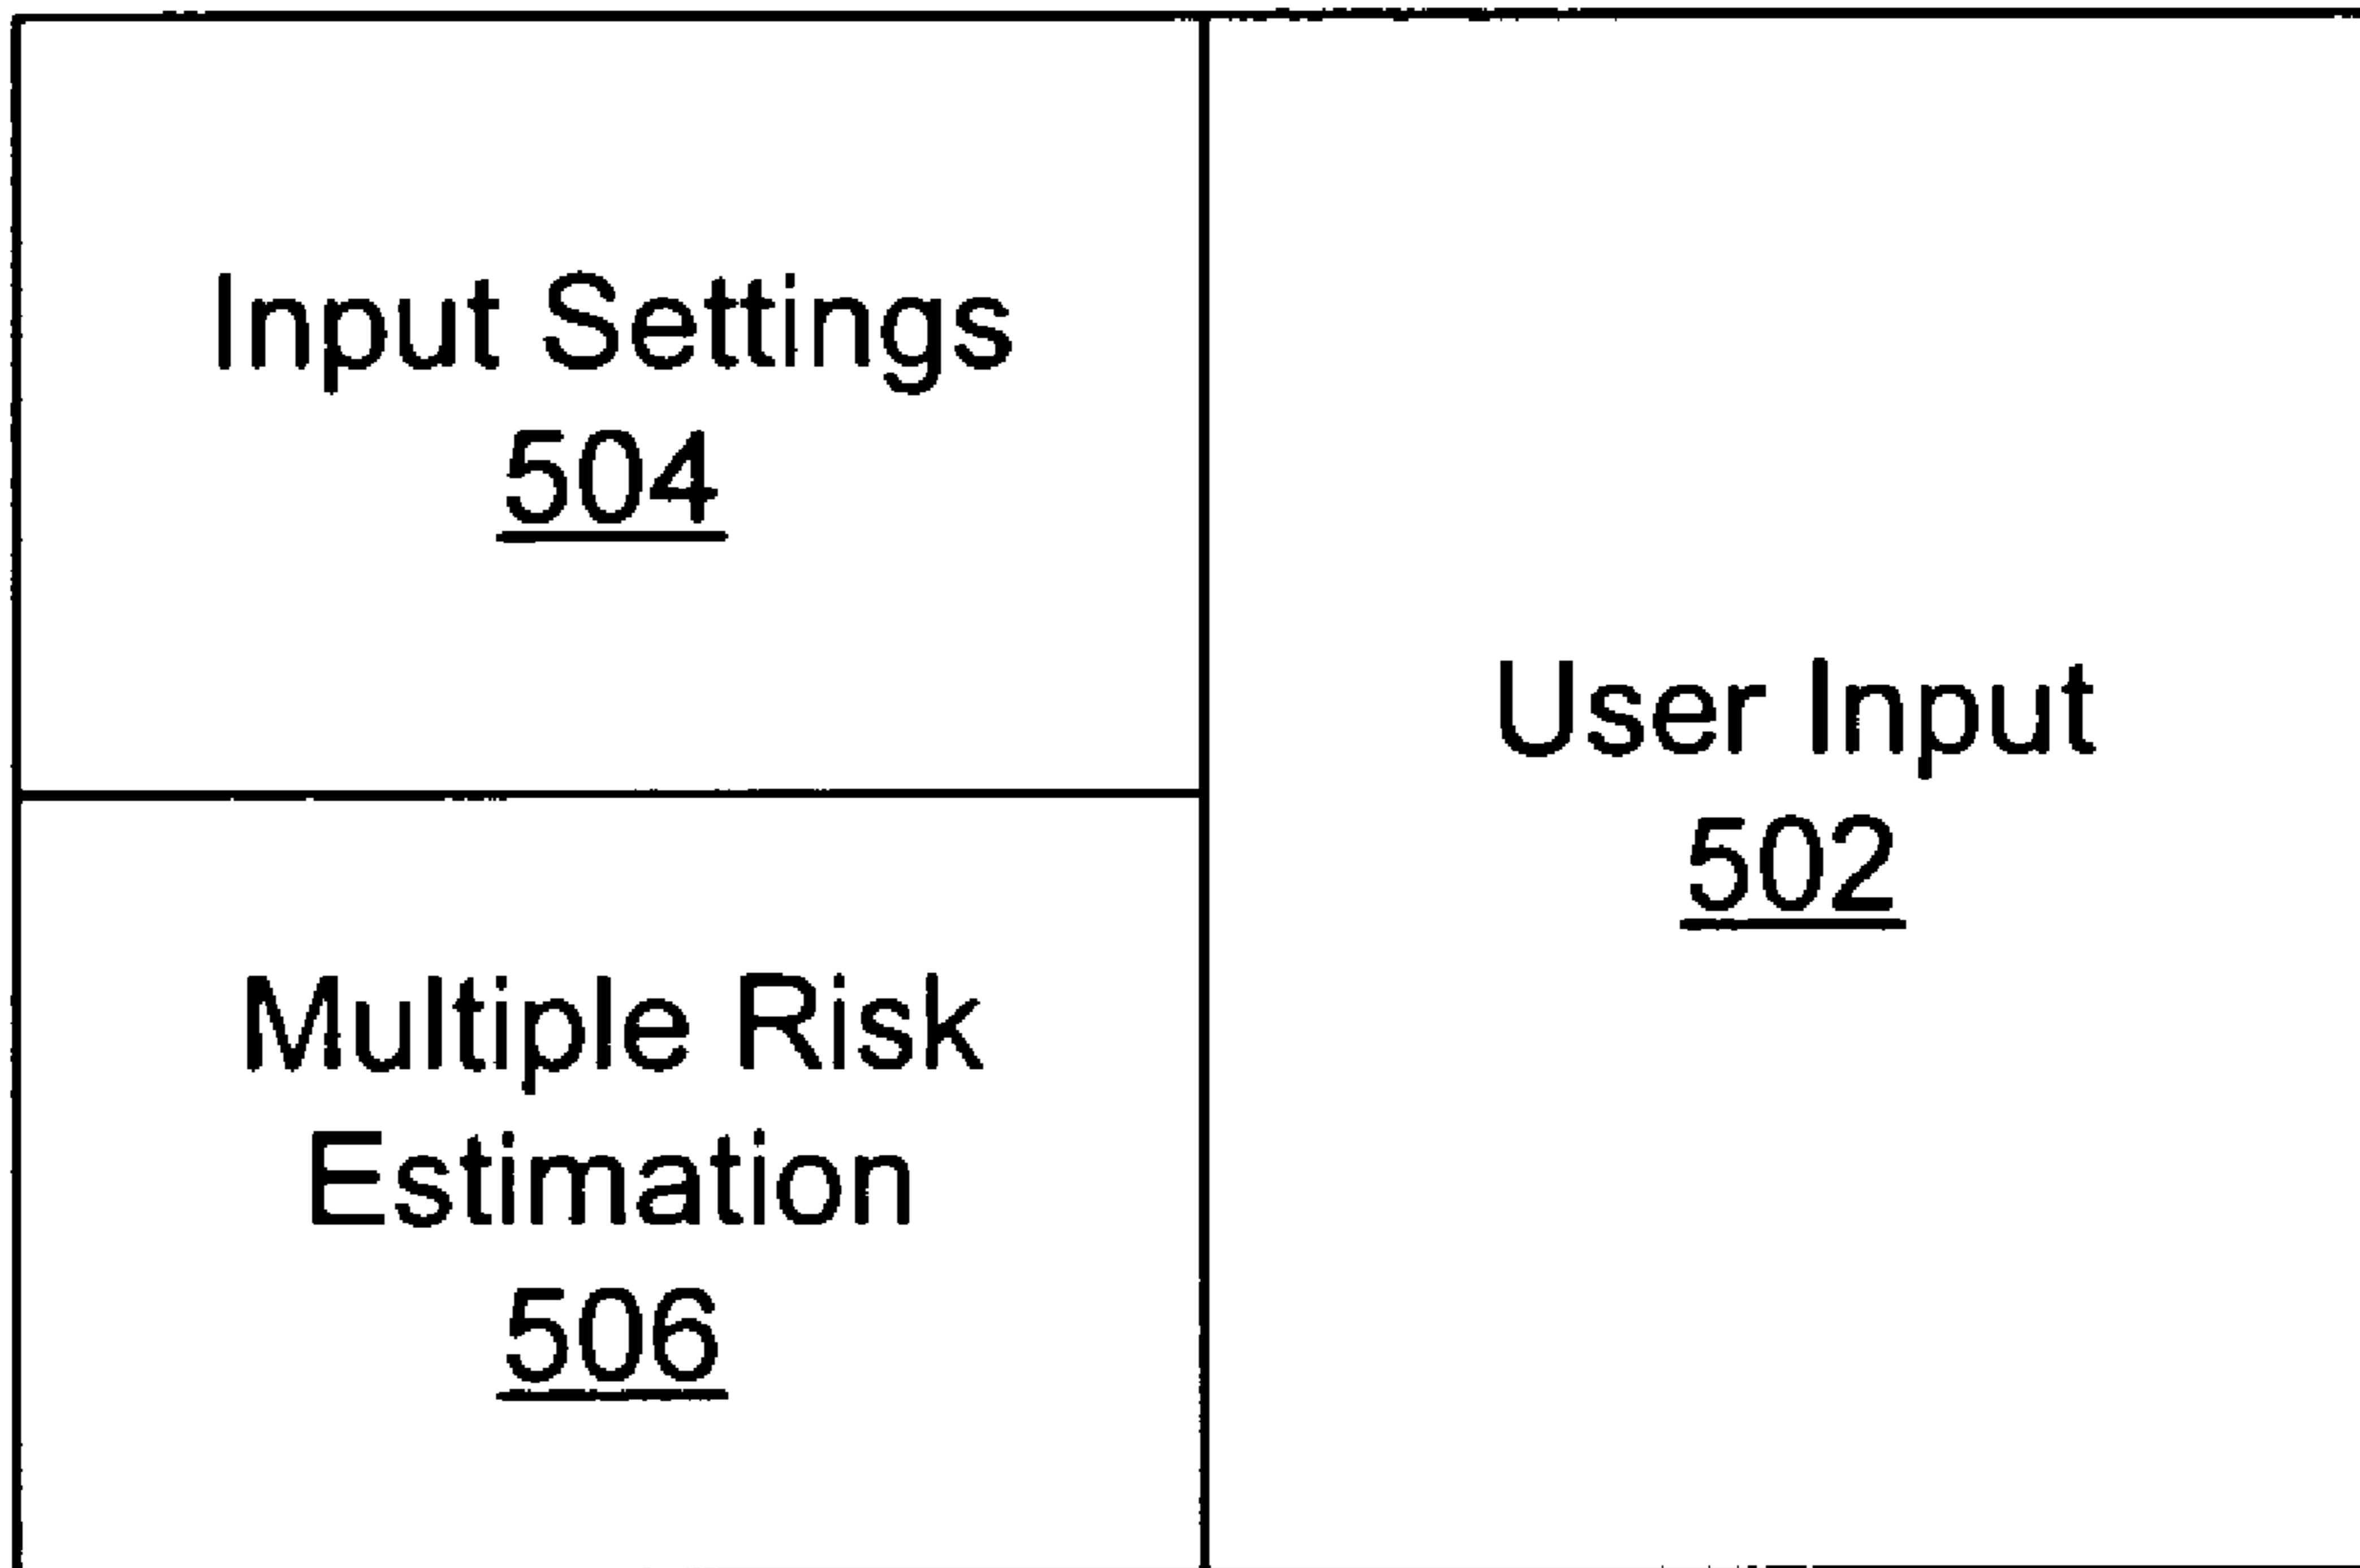 Input Settings
504
Multiple Risk
Estimation
506
User Input
502